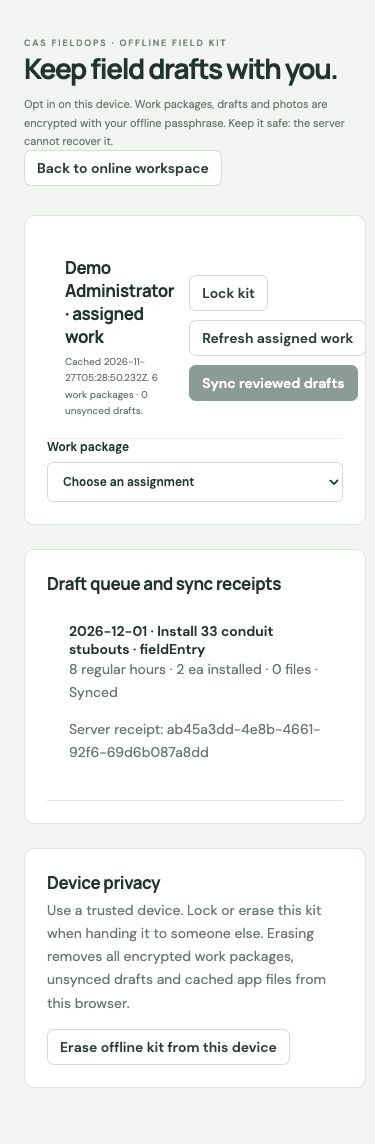 CAS FIELDOPS · OFFLINE FIELD KIT
Keep field drafts with you.
Opt in on this device. Work packages, drafts and photos are
encrypted with your offline passphrase. Keep it safe: the server
cannot recover it.
Back to online workspace
Demo
Administrator
· assigned
work
Cached 2026-11-
27T05:28:50.232Z. 6
work packages · 0
unsynced drafts.
Lock kit
Refresh assigned work
Sync reviewed drafts
Work package
Choose an assignment
Draft queue and sync receipts
2026-12-01 · Install 33 conduit
stubouts · fieldEntry
8 regular hours · 2 ea installed · 0 files ·
Synced
Server receipt: ab45a3dd-4e8b-4661-
92f6-69d6b087a8dd
Device privacy
Use a trusted device. Lock or erase this kit
when handing it to someone else. Erasing
removes all encrypted work packages,
unsynced drafts and cached app files from
this browser.
Erase offline kit from this device